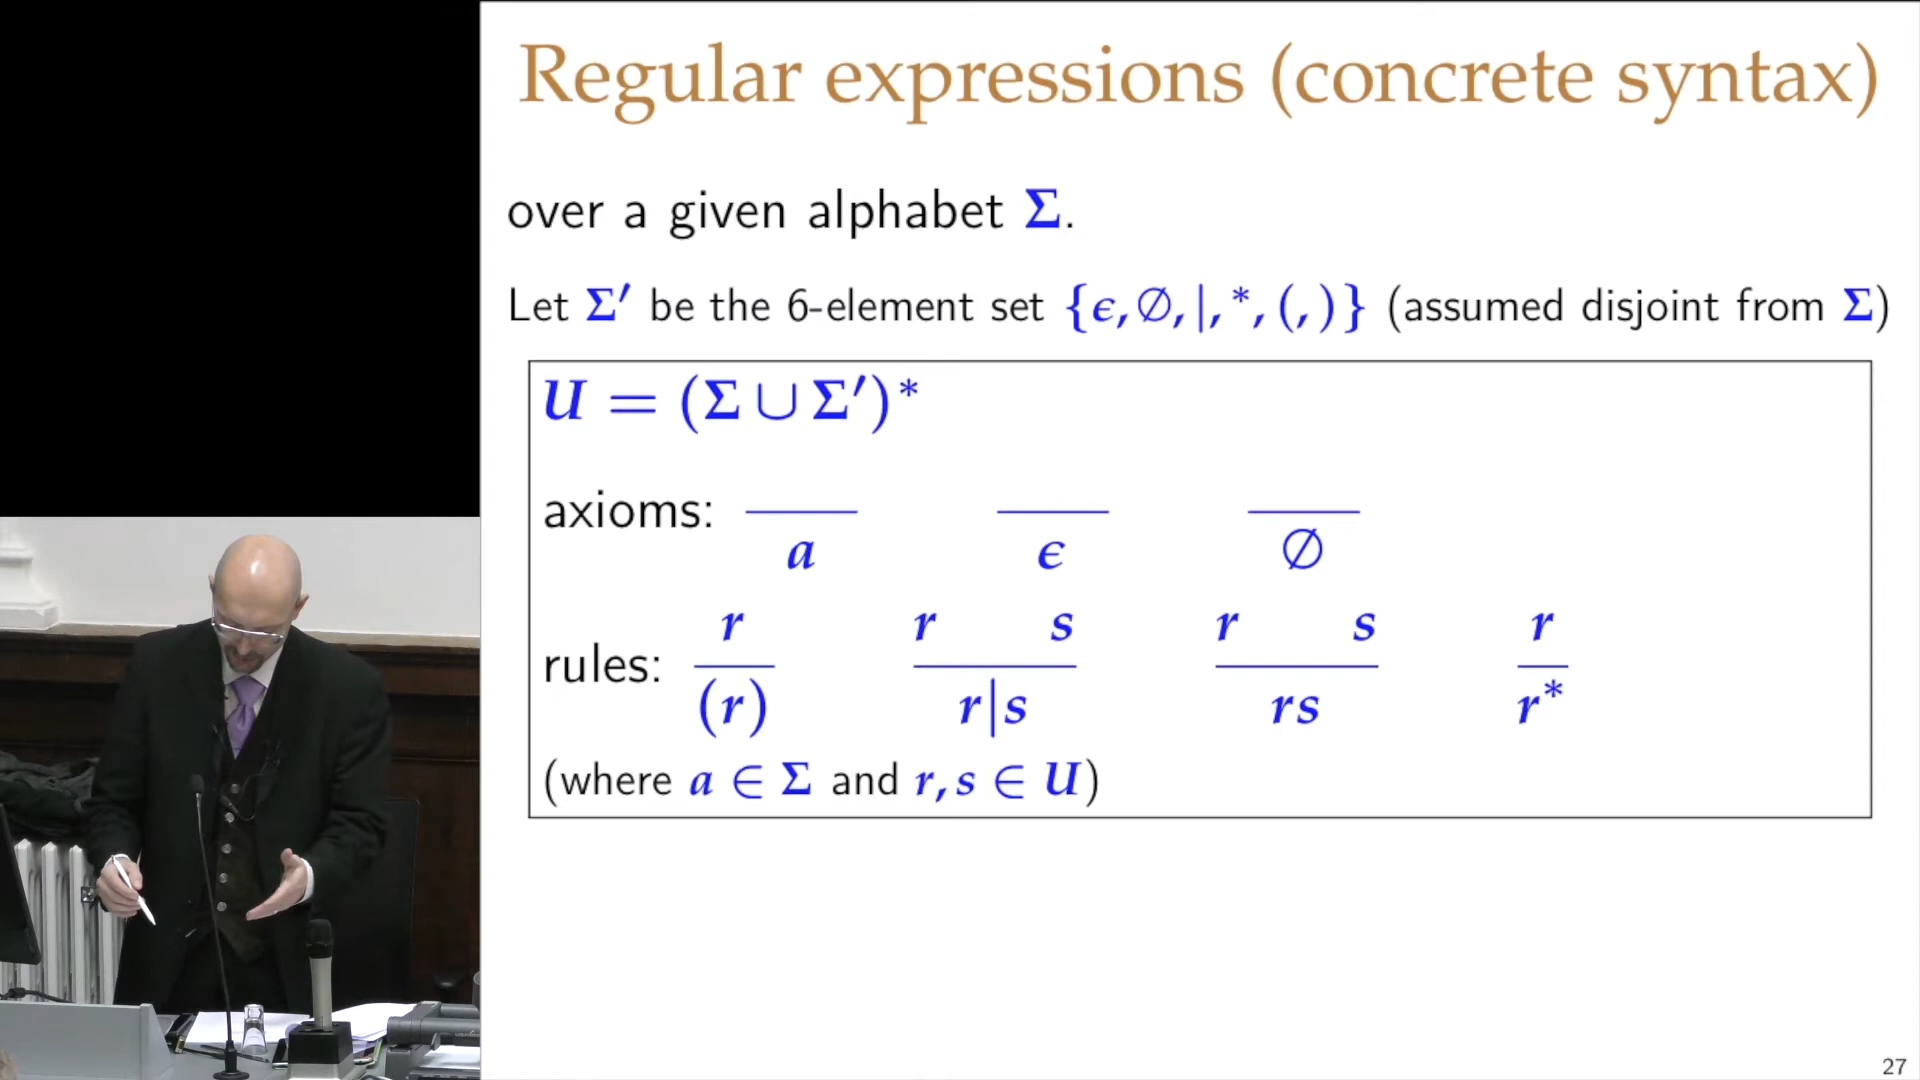 Regular expressions (concrete syntax)
over a given alphabet Σ.
Let Σ′ be the 6-element set {ϵ, ∅, |, *, (, )} (assumed disjoint from Σ)
U = (Σ ∪ Σ′)*
axioms: a ϵ ∅
r r s r s r
rules: (r) r|s rs r*
(where a ∈ Σ and r, s ∈ U)
27